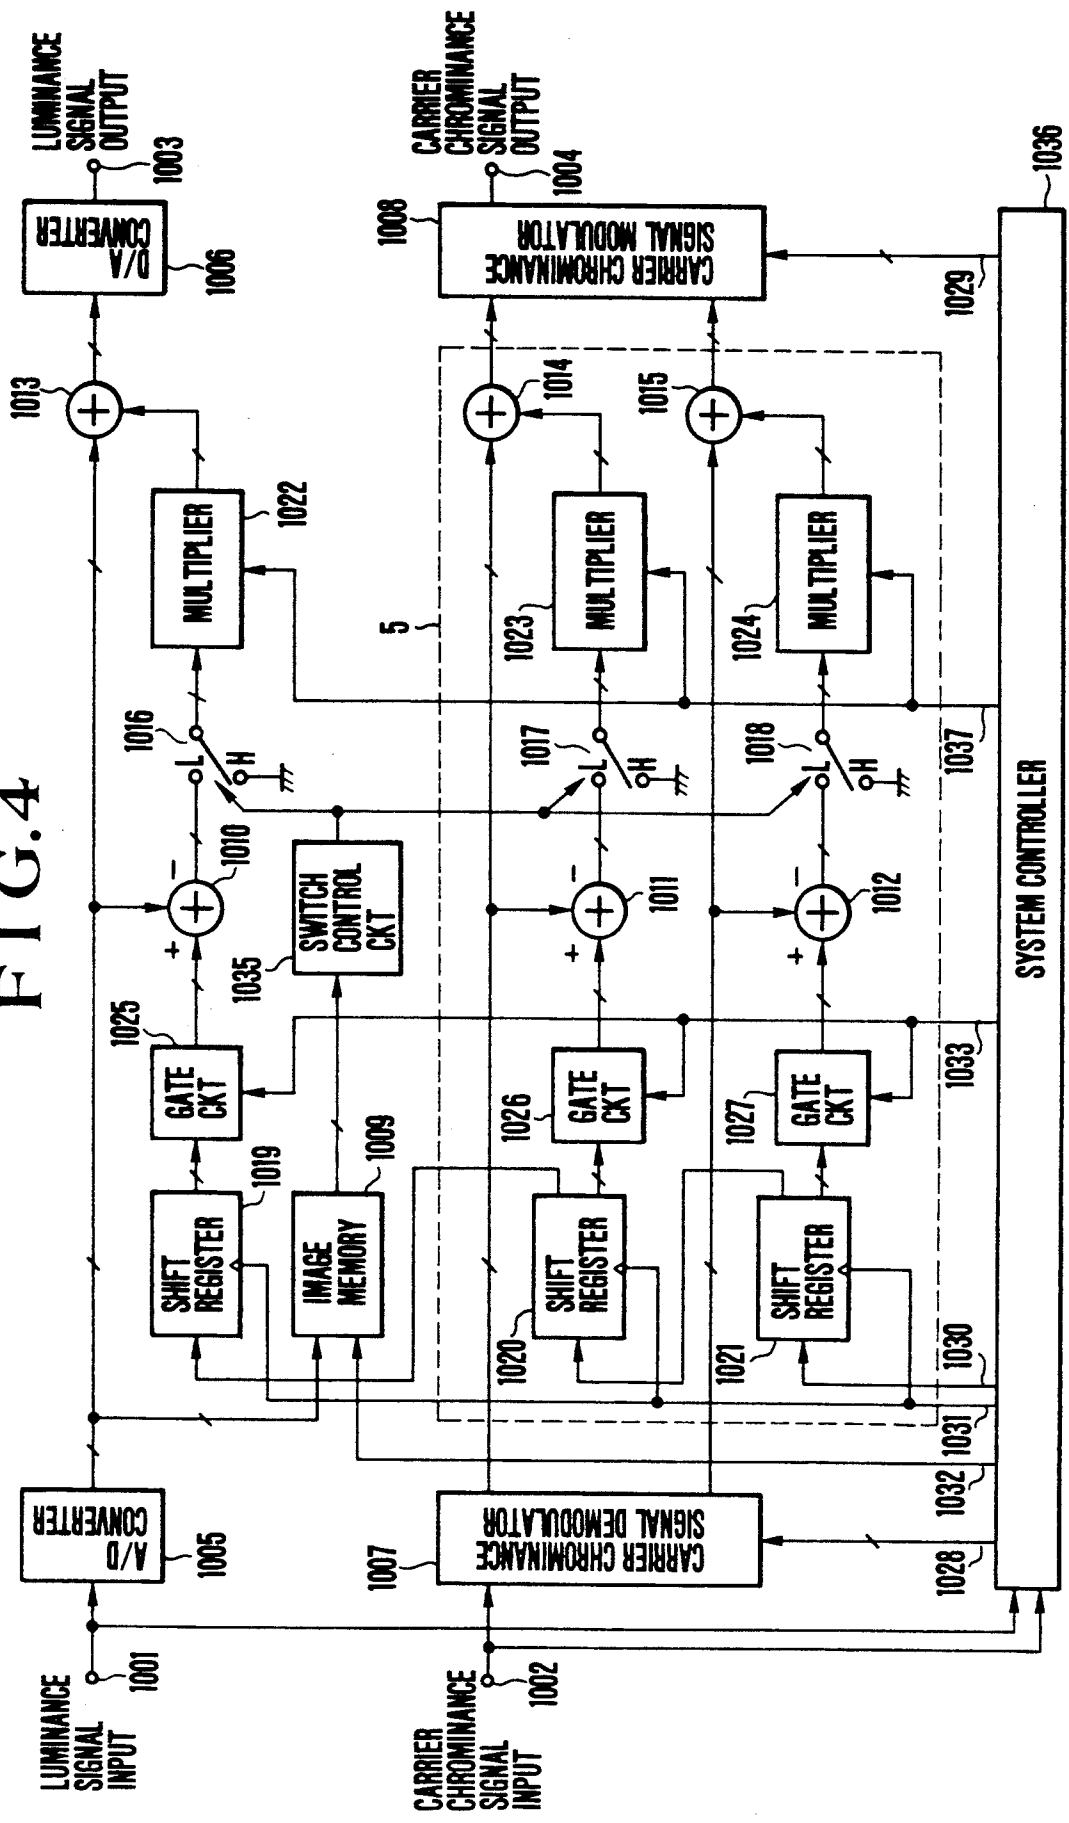 FIG.4
LUMINANCE
SIGNAL
INPUT
1001
A/D
CONVERTER
1005
1013
D/A
CONVERTER
1006
1003
LUMINANCE
SIGNAL
OUTPUT
SHIFT
REGISTER
1019
GATE
CKT
1025
+
−
1010
L
H
1016
MULTIPLIER
1022
IMAGE
MEMORY
1009
SWITCH
CONTROL
CKT
1035
5
CARRIER
CHROMINANCE
SIGNAL
INPUT
1002
CARRIER CHROMINANCE
SIGNAL DEMODULATOR
1007
1014
CARRIER CHROMINANCE
SIGNAL MODULATOR
1008
1004
CARRIER
CHROMINANCE
SIGNAL
OUTPUT
SHIFT
REGISTER
1020
GATE
CKT
1026
+
−
1011
L
H
1017
MULTIPLIER
1023
1015
SHIFT
REGISTER
1021
GATE
CKT
1027
+
−
1012
L
H
1018
MULTIPLIER
1024
1028
1032
1031
1030
1033
1037
1029
SYSTEM CONTROLLER
1036